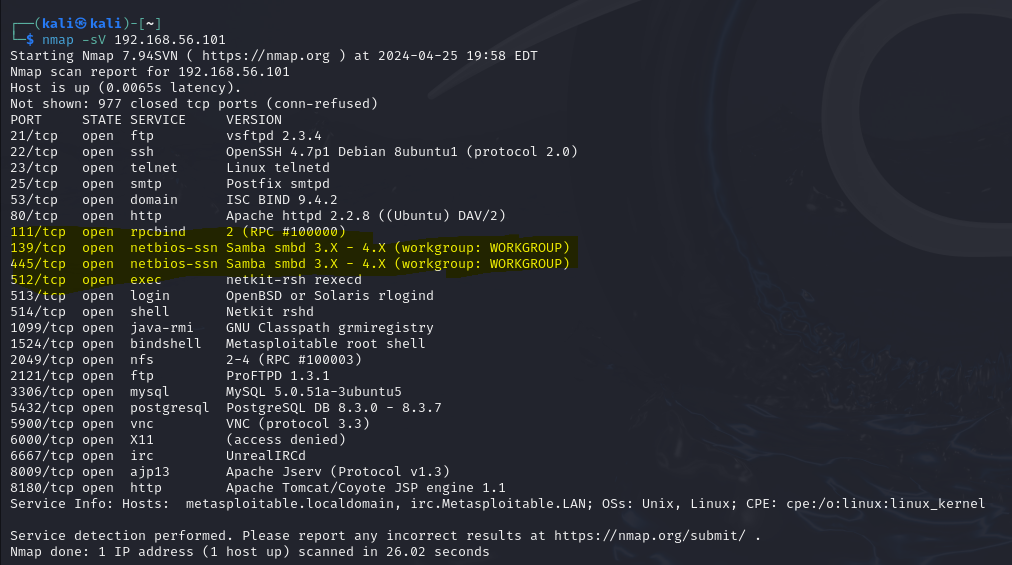 ┌──(kali㉿kali)-[~]
└─$ nmap -sV 192.168.56.101
Starting Nmap 7.94SVN ( https://nmap.org ) at 2024-04-25 19:58 EDT
Nmap scan report for 192.168.56.101
Host is up (0.0065s latency).
Not shown: 977 closed tcp ports (conn-refused)
PORT     STATE SERVICE     VERSION
21/tcp   open  ftp         vsftpd 2.3.4
22/tcp   open  ssh         OpenSSH 4.7p1 Debian 8ubuntu1 (protocol 2.0)
23/tcp   open  telnet      Linux telnetd
25/tcp   open  smtp        Postfix smtpd
53/tcp   open  domain      ISC BIND 9.4.2
80/tcp   open  http        Apache httpd 2.2.8 ((Ubuntu) DAV/2)
111/tcp  open  rpcbind     2 (RPC #100000)
139/tcp  open  netbios-ssn Samba smbd 3.X - 4.X (workgroup: WORKGROUP)
445/tcp  open  netbios-ssn Samba smbd 3.X - 4.X (workgroup: WORKGROUP)
512/tcp  open  exec        netkit-rsh rexecd
513/tcp  open  login       OpenBSD or Solaris rlogind
514/tcp  open  shell       Netkit rshd
1099/tcp open  java-rmi    GNU Classpath grmiregistry
1524/tcp open  bindshell   Metasploitable root shell
2049/tcp open  nfs         2-4 (RPC #100003)
2121/tcp open  ftp         ProFTPD 1.3.1
3306/tcp open  mysql       MySQL 5.0.51a-3ubuntu5
5432/tcp open  postgresql  PostgreSQL DB 8.3.0 - 8.3.7
5900/tcp open  vnc         VNC (protocol 3.3)
6000/tcp open  X11         (access denied)
6667/tcp open  irc         UnrealIRCd
8009/tcp open  ajp13       Apache Jserv (Protocol v1.3)
8180/tcp open  http        Apache Tomcat/Coyote JSP engine 1.1
Service Info: Hosts:  metasploitable.localdomain, irc.Metasploitable.LAN; OSs: Unix, Linux; CPE: cpe:/o:linux:linux_kernel
Service detection performed. Please report any incorrect results at https://nmap.org/submit/ .
Nmap done: 1 IP address (1 host up) scanned in 26.02 seconds